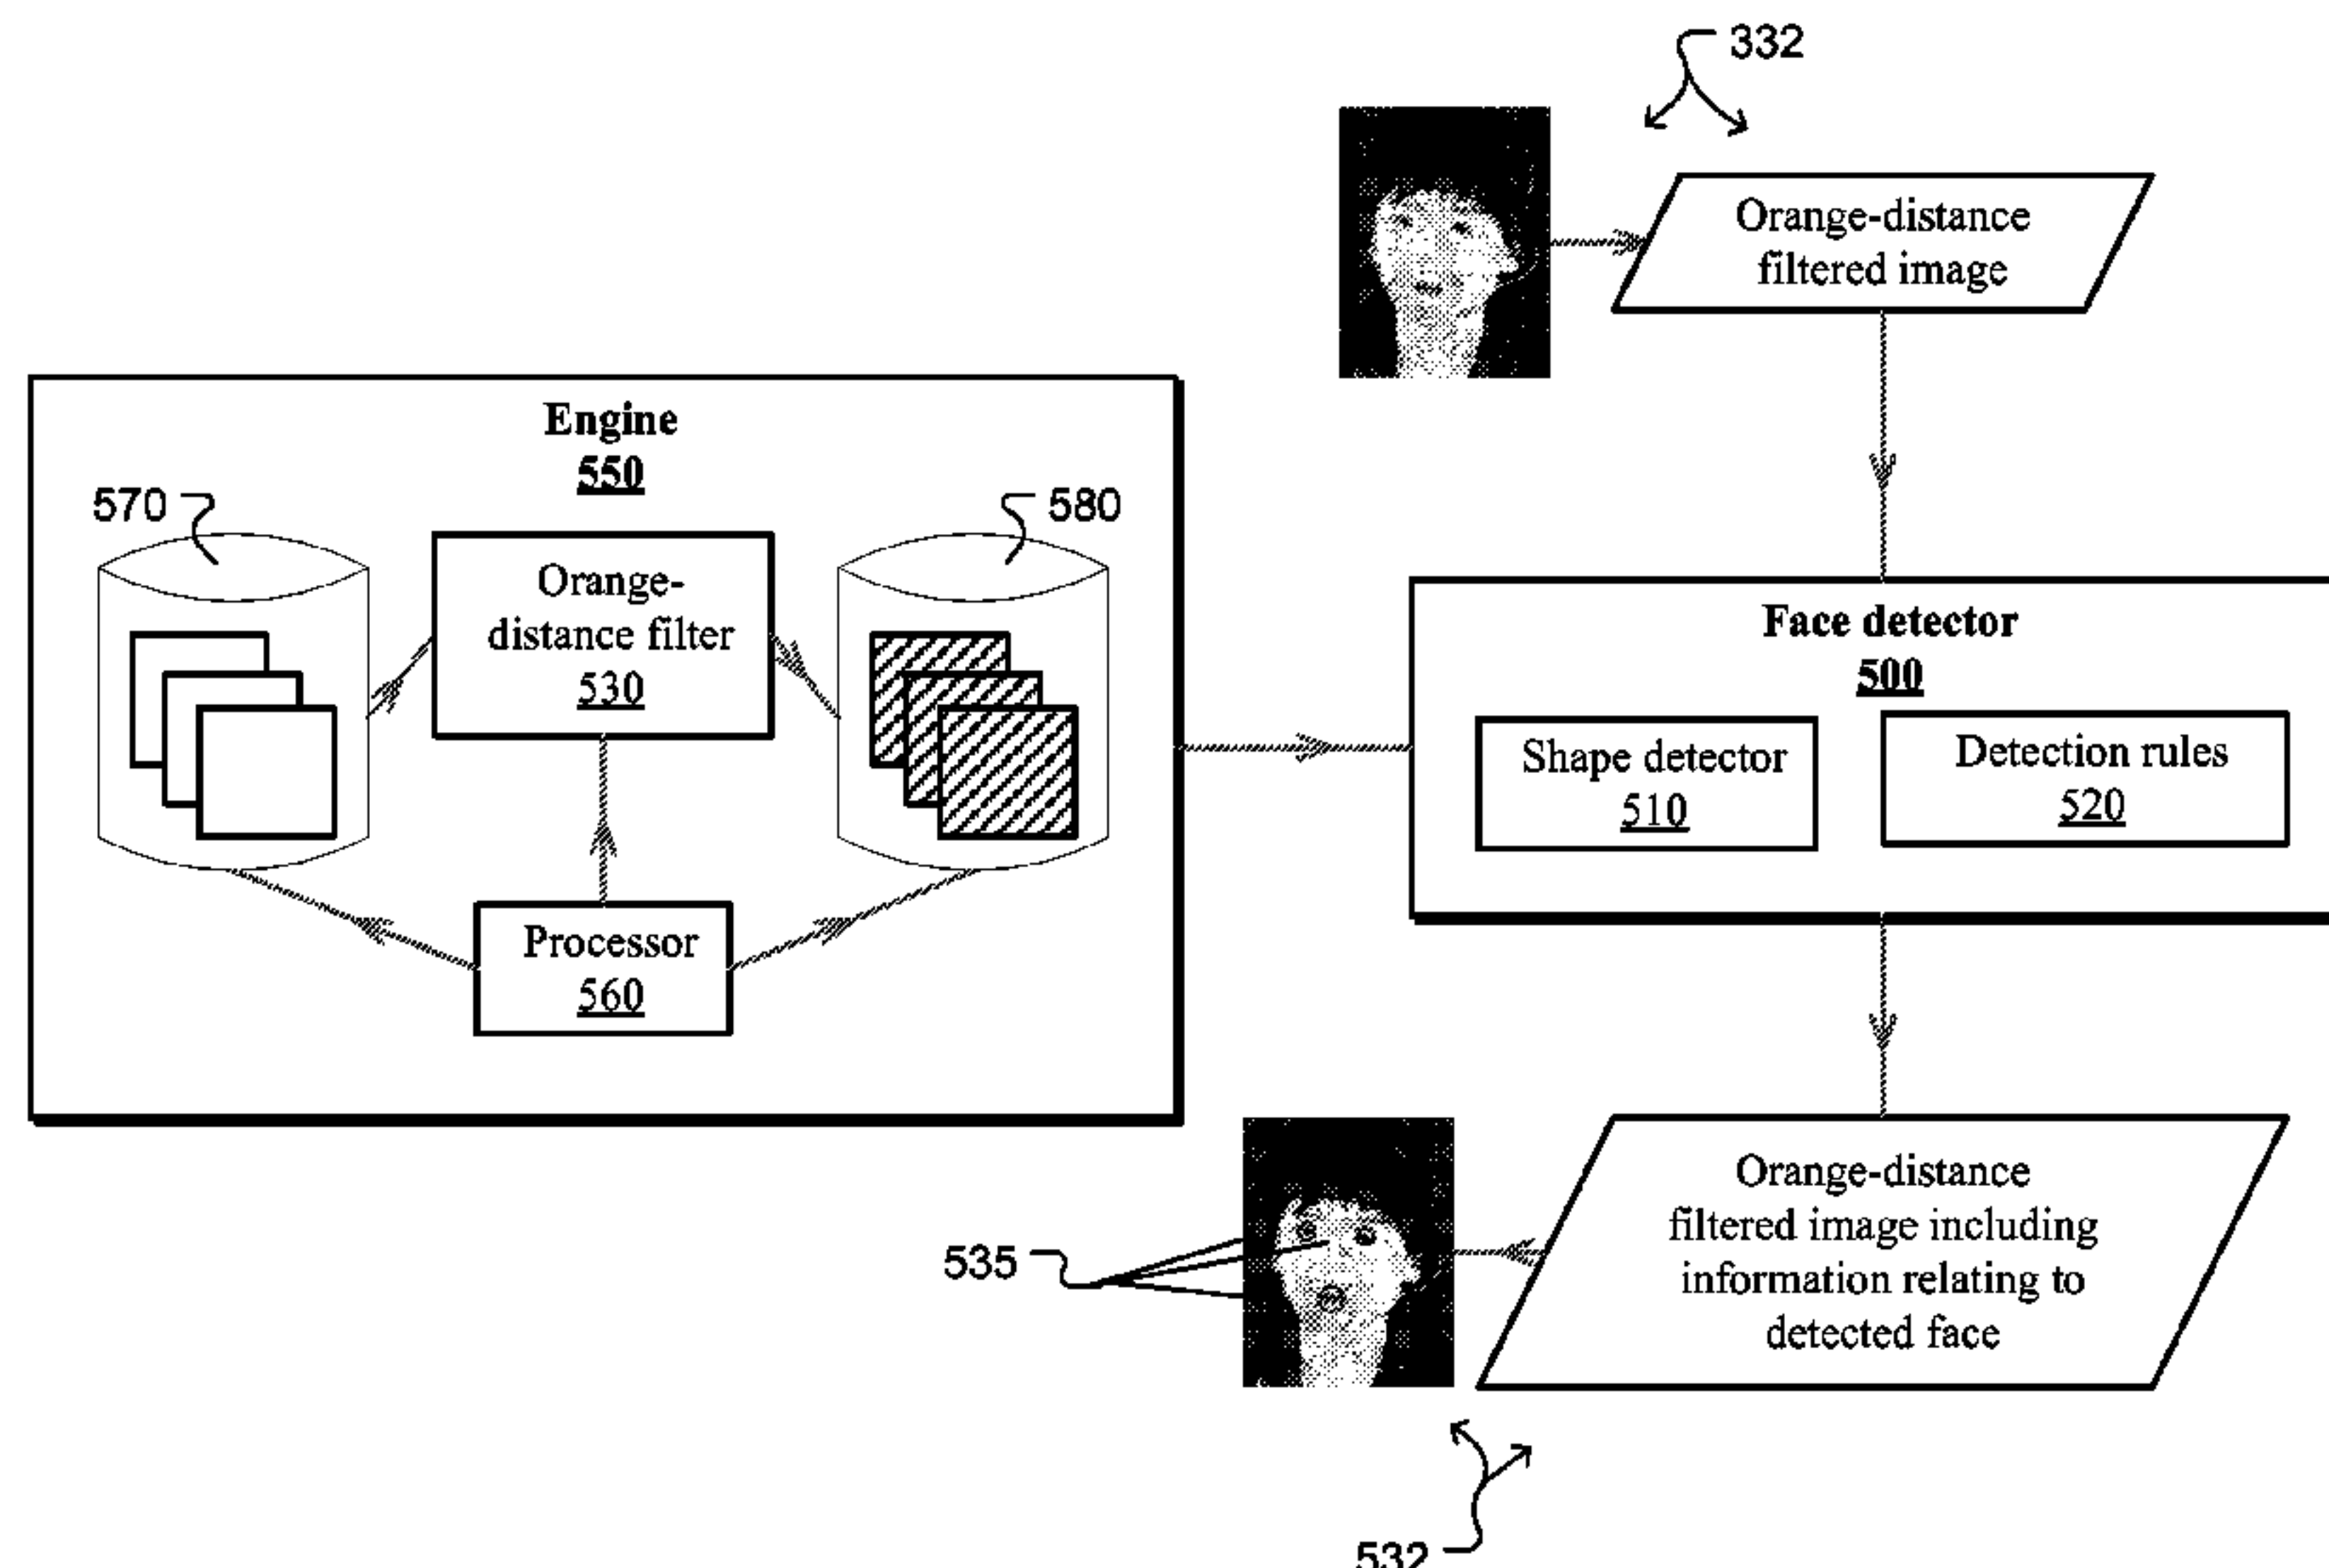 332
Orange-distance
filtered image
Engine
550
570
580
Orange-
distance filter
530
Processor
560
Face detector
500
Shape detector
510
Detection rules
520
535
Orange-distance
filtered image including
information relating to
detected face
532